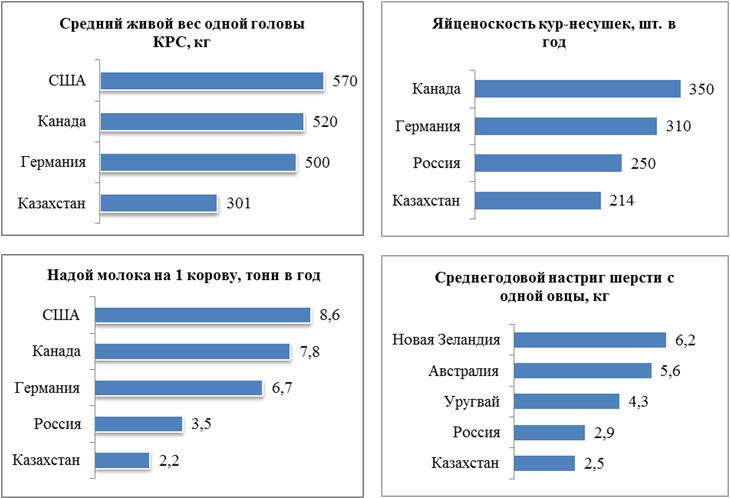 Средний живой вес одной головы
КРС, кг
США 570
Канада 520
Германия 500
Казахстан 301
Яйценоскость кур-несушек, шт. в
год
Канада 350
Германия 310
Россия 250
Казахстан 214
Надой молока на 1 корову, тонн в год
США 8,6
Канада 7,8
Германия 6,7
Россия 3,5
Казахстан 2,2
Среднегодовой настриг шерсти с
одной овцы, кг
Новая Зеландия 6,2
Австралия 5,6
Уругвай 4,3
Россия 2,9
Казахстан 2,5